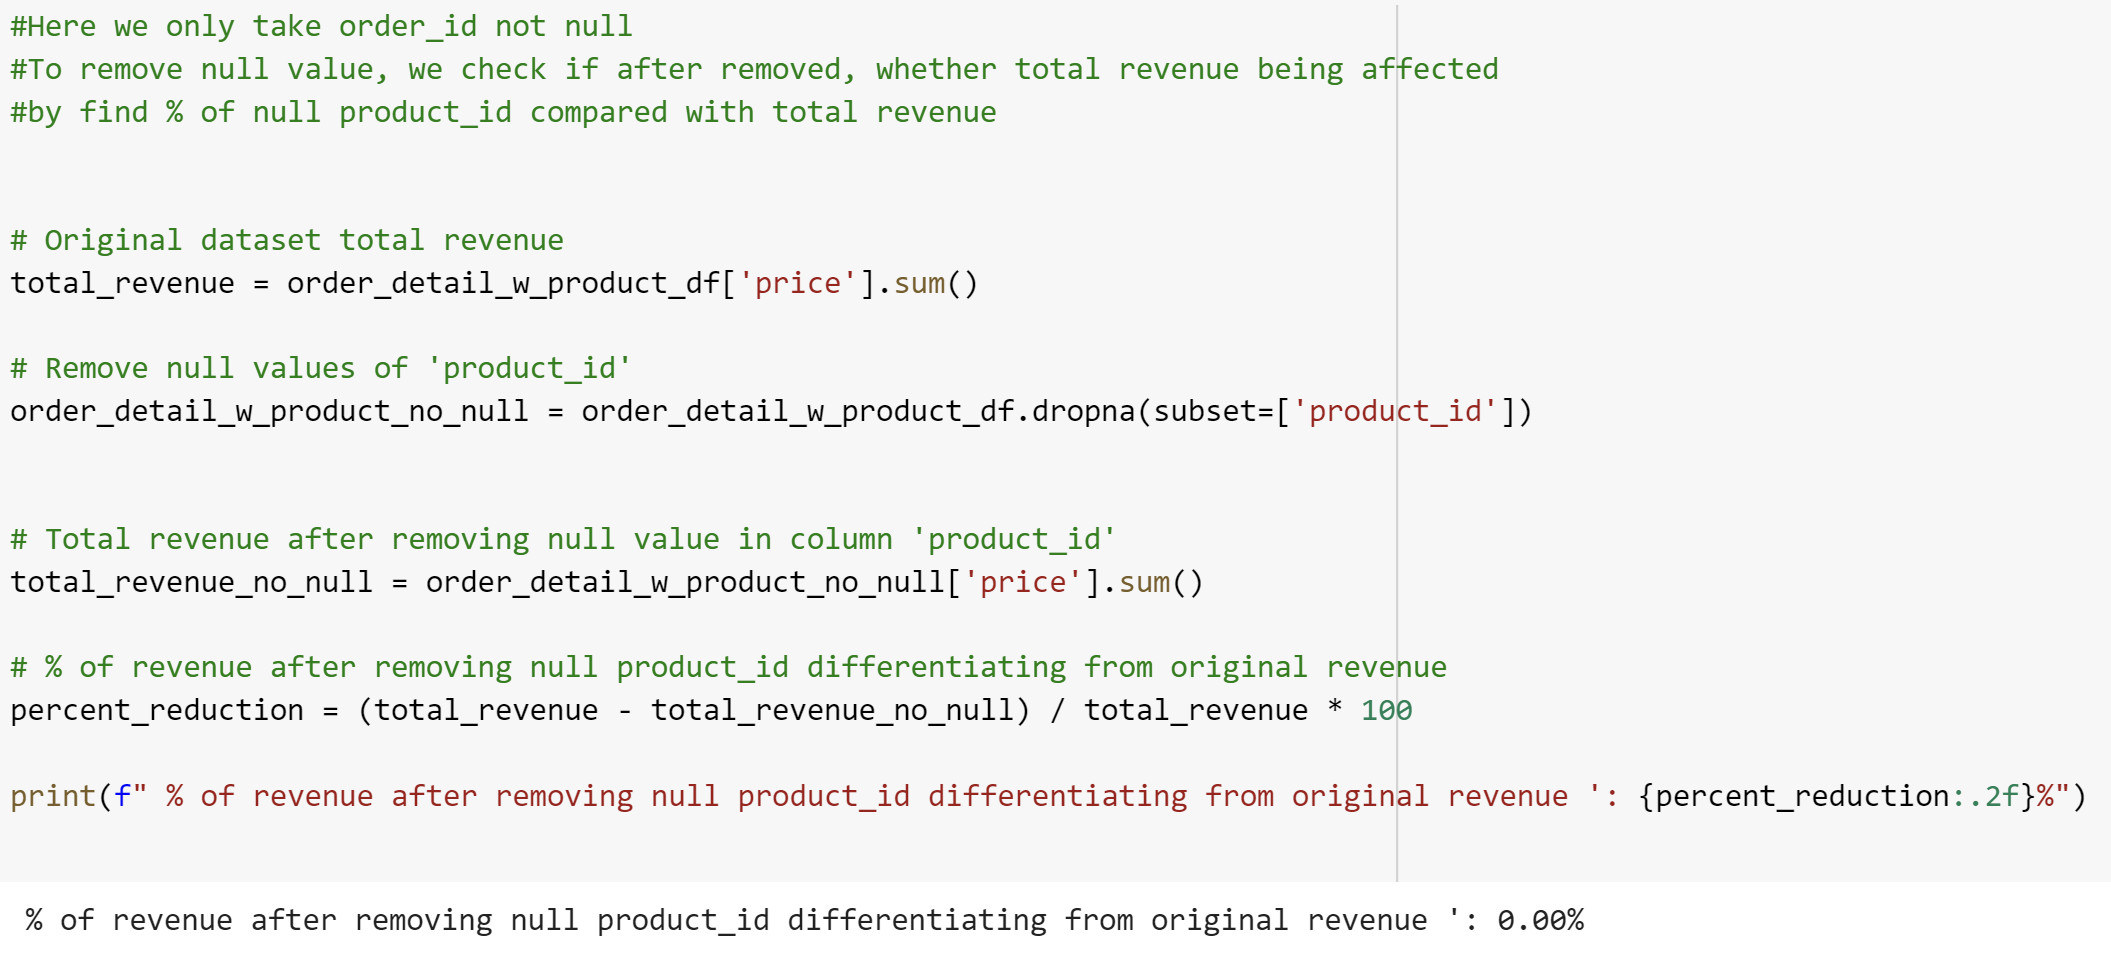 #Here we only take order_id not null
#To remove null value, we check if after removed, whether total revenue being affected
#by find % of null product_id compared with total revenue
# Original dataset total revenue
total_revenue = order_detail_w_product_df['price'].sum()
# Remove null values of 'product_id'
order_detail_w_product_no_null = order_detail_w_product_df.dropna(subset=['product_id'])
# Total revenue after removing null value in column 'product_id'
total_revenue_no_null = order_detail_w_product_no_null['price'].sum()
# % of revenue after removing null product_id differentiating from original revenue
percent_reduction = (total_revenue - total_revenue_no_null) / total_revenue * 100
print(f" % of revenue after removing null product_id differentiating from original revenue ': {percent_reduction:.2f}%")
% of revenue after removing null product_id differentiating from original revenue ': 0.00%